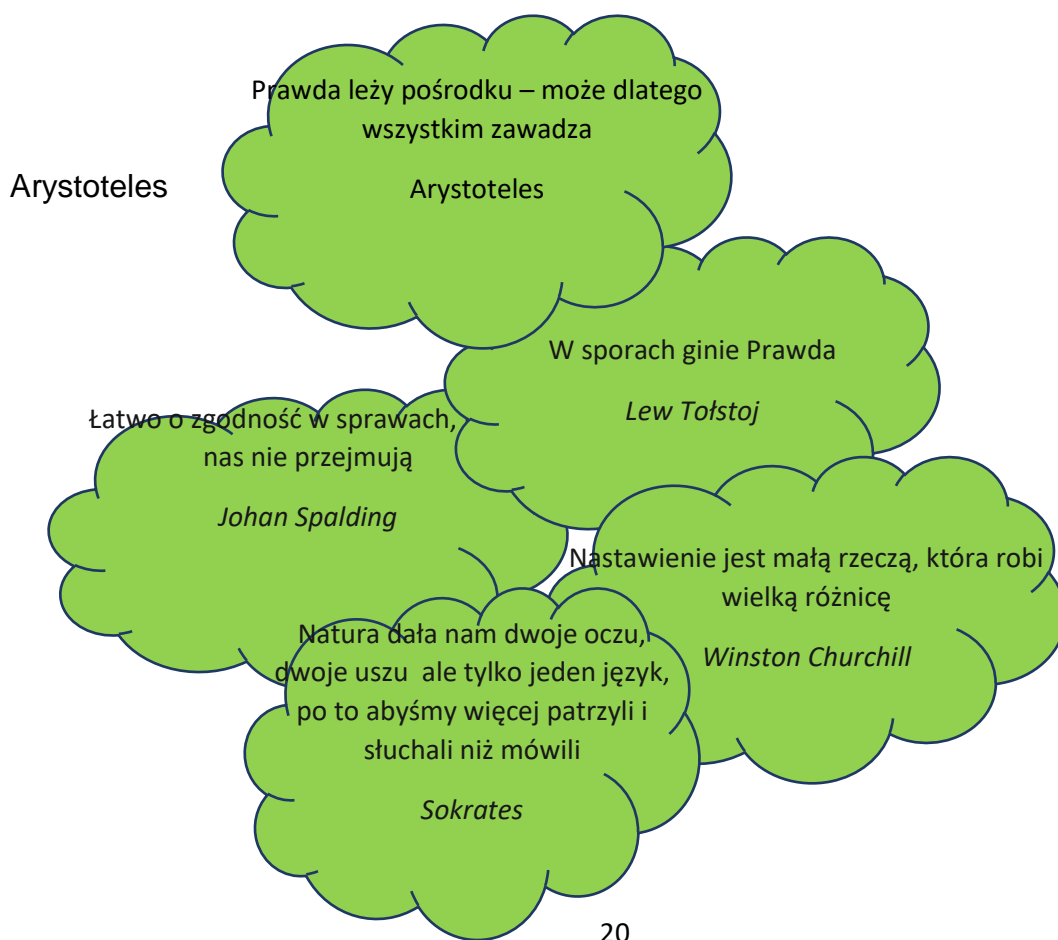 Prawda leży pośrodku – może dlatego
wszystkim zawadza
Arystoteles
Arystoteles
W sporach ginie Prawda
Lew Tołstoj
Łatwo o zgodność w sprawach,
nas nie przejmują
Johan Spalding
Nastawienie jest małą rzeczą, która robi
wielką różnicę
Winston Churchill
Natura dała nam dwoje oczu,
dwoje uszu ale tylko jeden język,
po to abyśmy więcej patrzyli i
słuchali niż mówili
Sokrates
20